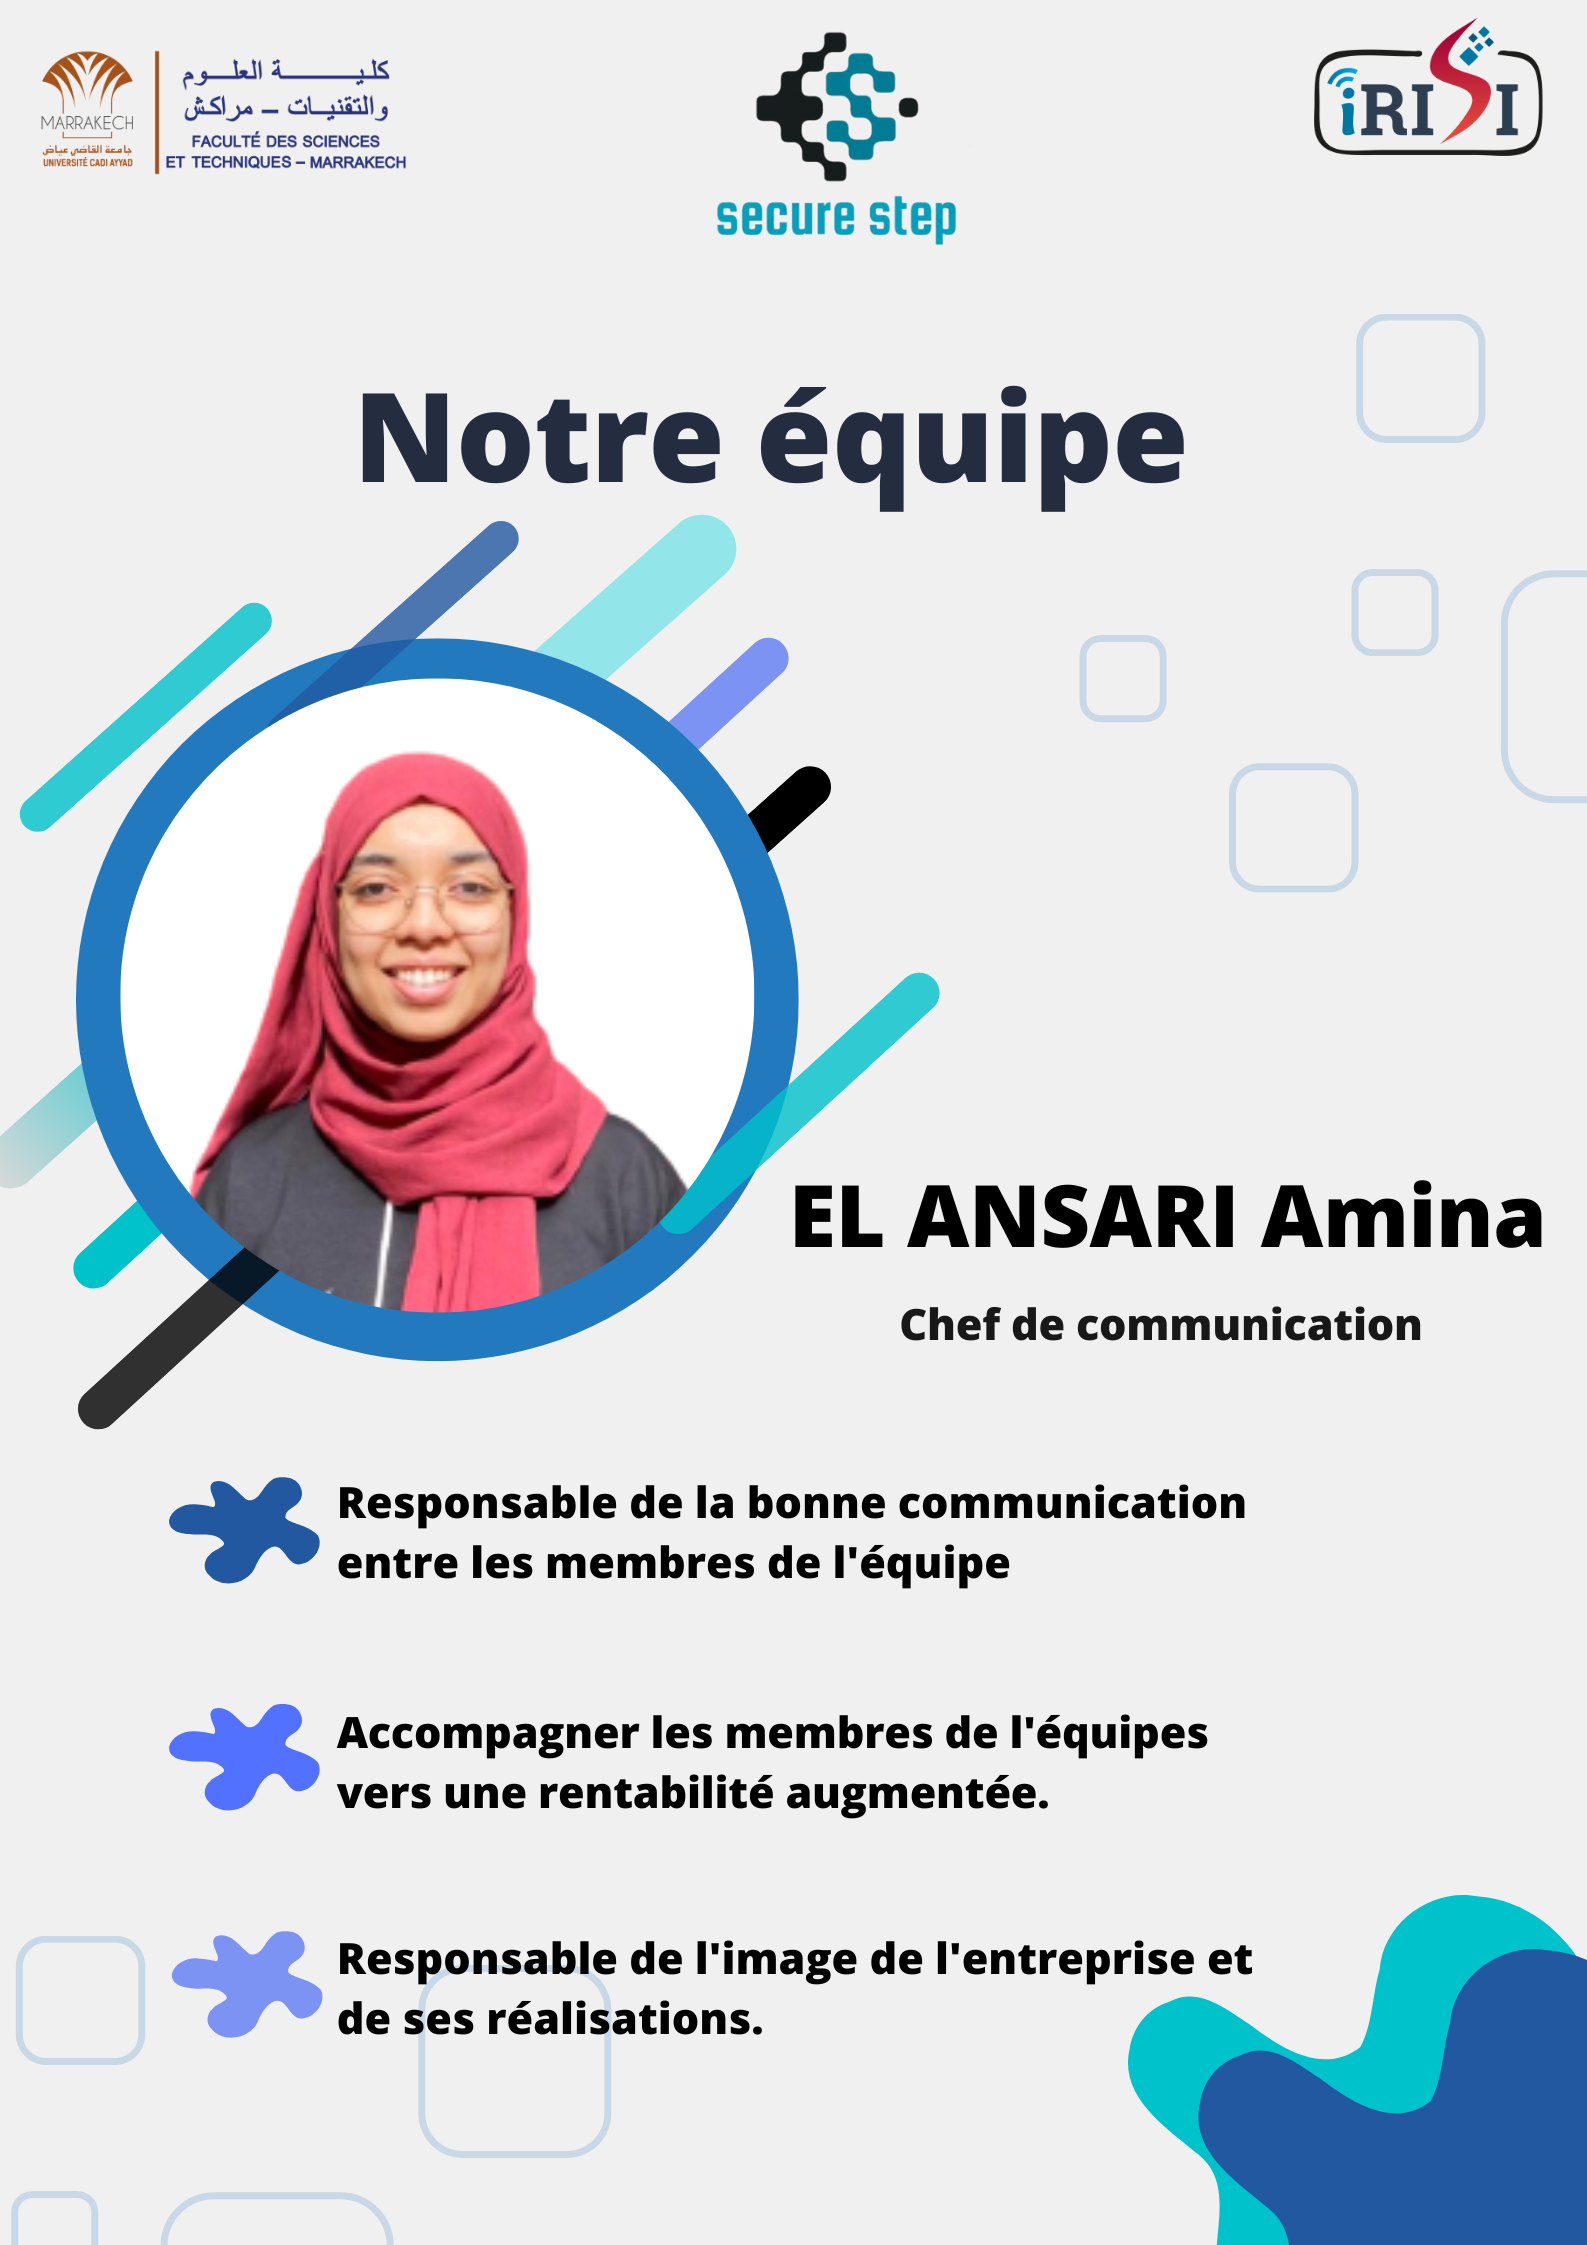 MARRAKECH
جامعة القاضي عياض
UNIVERSITÉ CADI AYYAD
كليـــة العلـــوم
والتقنيـات – مراكش
FACULTÉ DES SCIENCES
ET TECHNIQUES – MARRAKECH
secure step
iRISI
Notre équipe
EL ANSARI Amina
Chef de communication
Responsable de la bonne communication
entre les membres de l'équipe
Accompagner les membres de l'équipes
vers une rentabilité augmentée.
Responsable de l'image de l'entreprise et
de ses réalisations.